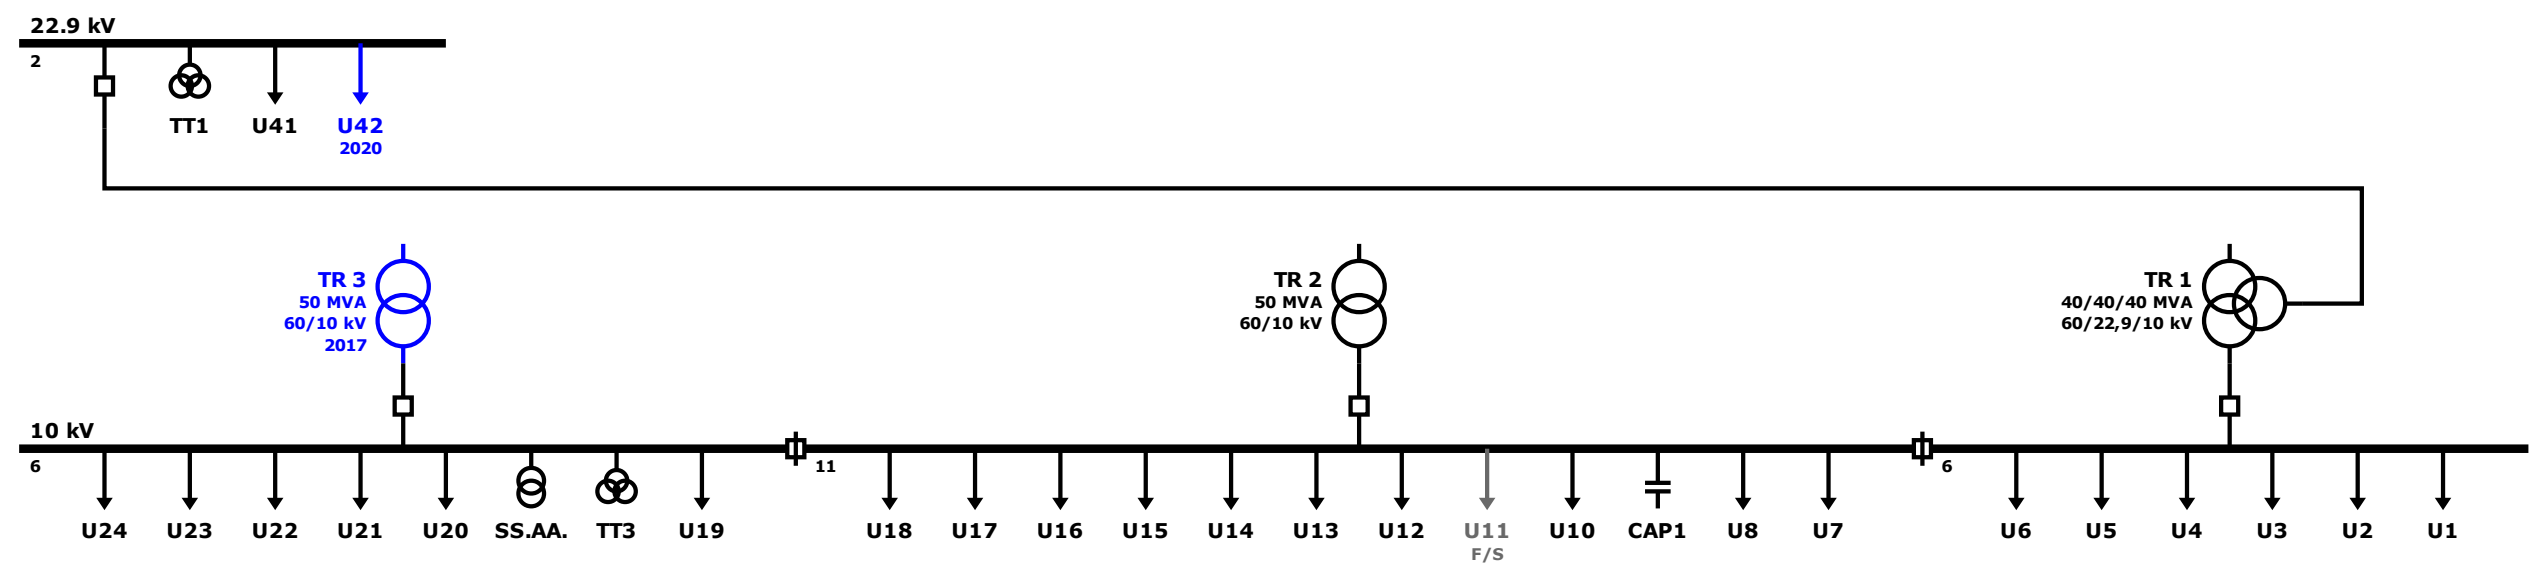 22.9 kV
2
TT1
U41
U42
2020
TR 3
50 MVA
60/10 kV
2017
TR 2
50 MVA
60/10 kV
TR 1
40/40/40 MVA
60/22,9/10 kV
10 kV
6
11
6
U24
U23
U22
U21
U20
SS.AA.
TT3
U19
U18
U17
U16
U15
U14
U13
U12
U11
F/S
U10
CAP1
U8
U7
U6
U5
U4
U3
U2
U1